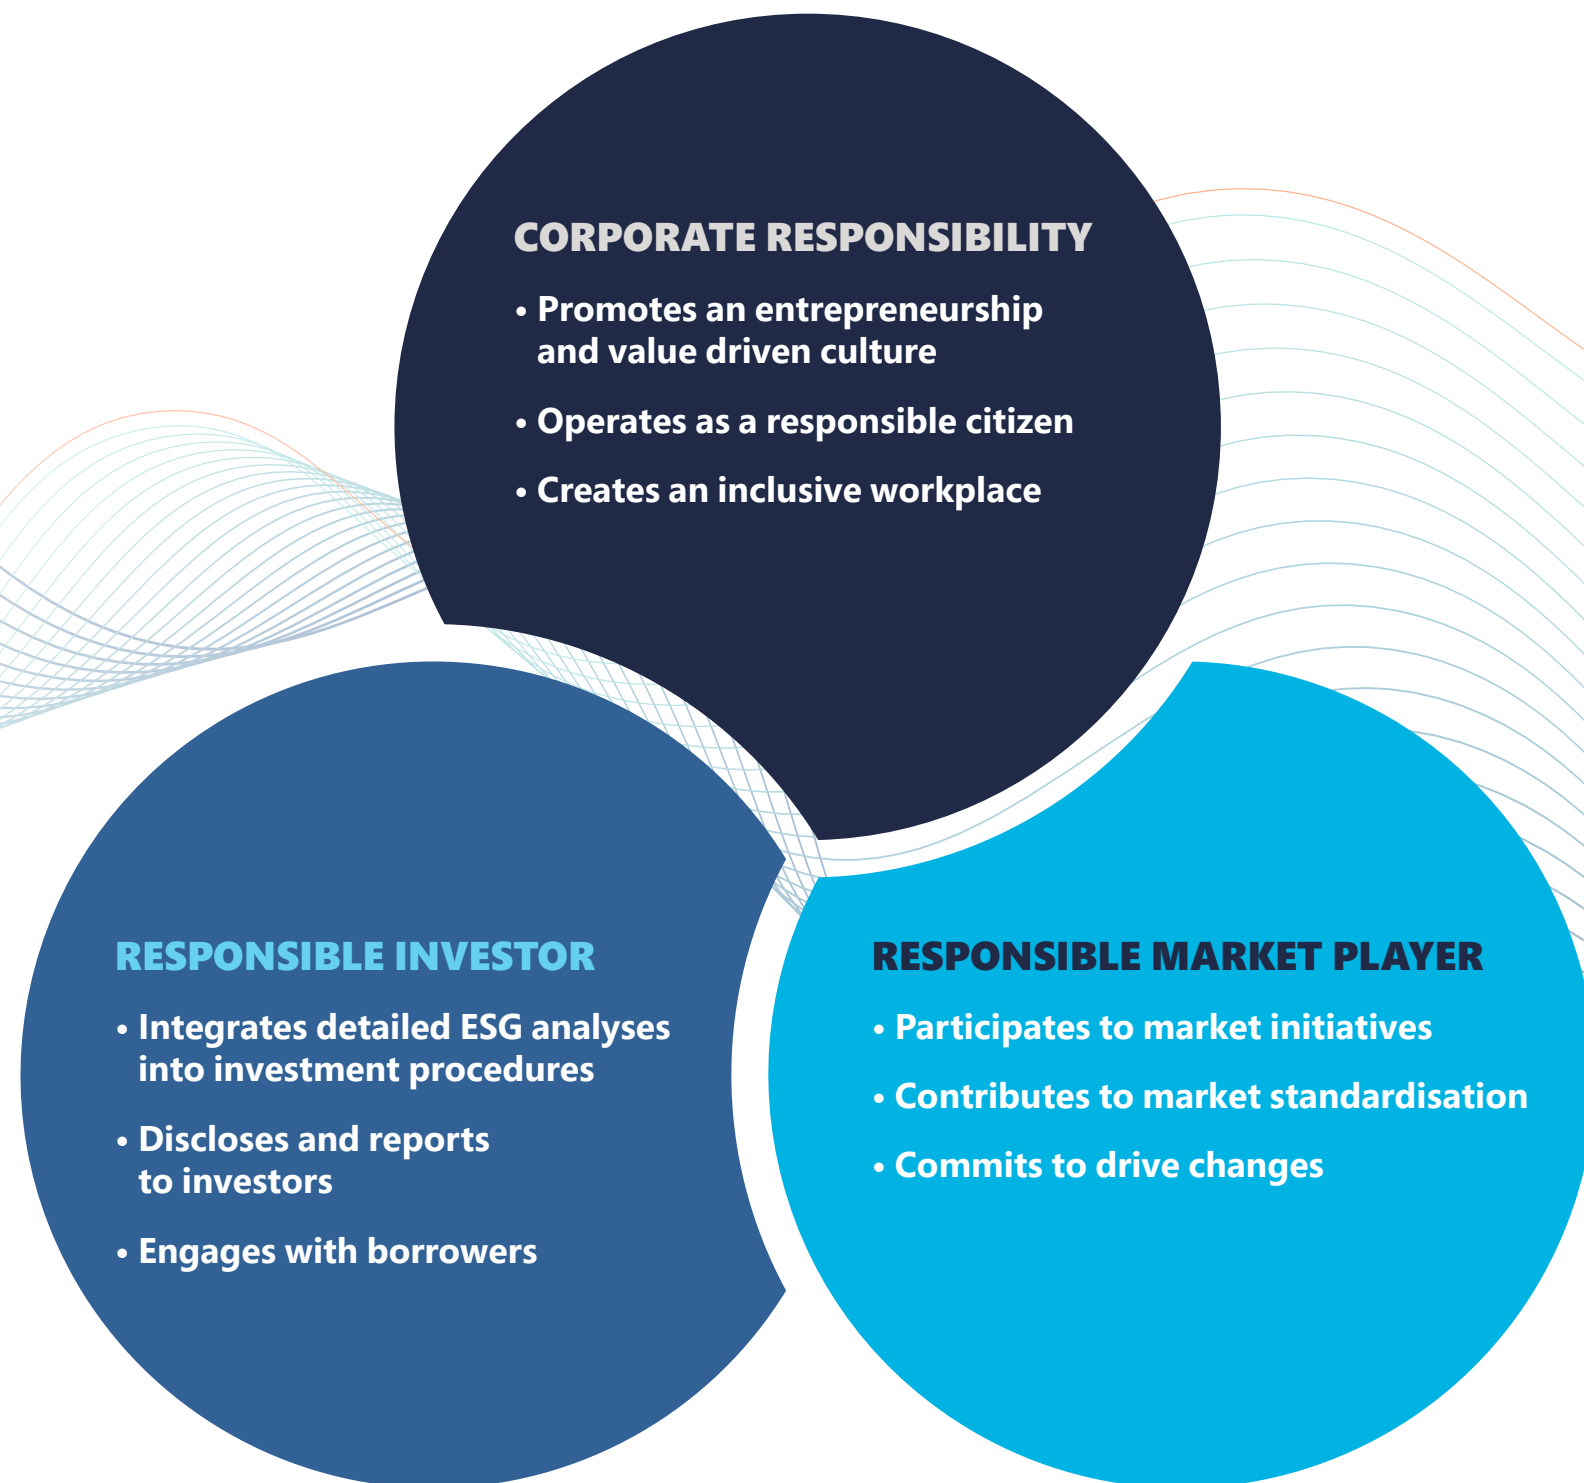 CORPORATE RESPONSIBILITY
• Promotes an entrepreneurship
and value driven culture
• Operates as a responsible citizen
• Creates an inclusive workplace
RESPONSIBLE INVESTOR
• Integrates detailed ESG analyses
into investment procedures
• Discloses and reports
to investors
• Engages with borrowers
RESPONSIBLE MARKET PLAYER
• Participates to market initiatives
• Contributes to market standardisation
• Commits to drive changes